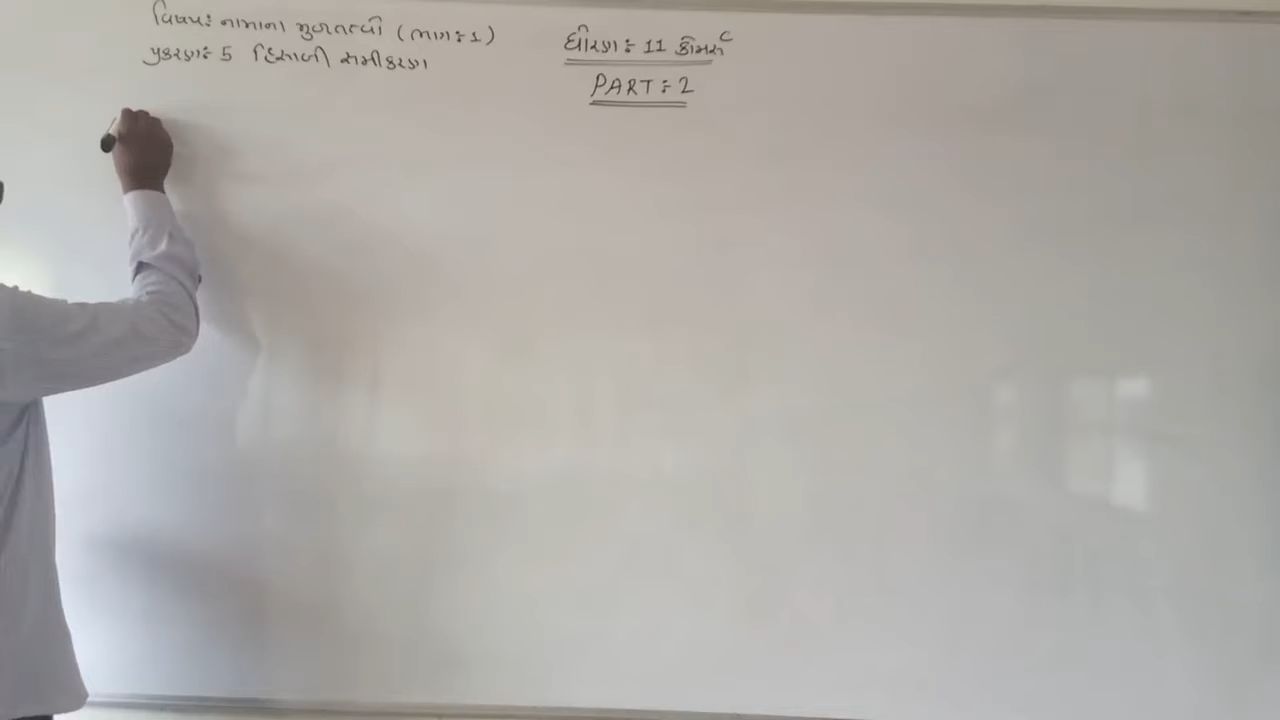 વિષય: નામાના મૂળતત્વો (ભાગ: 1)
પ્રકરણ: 5 હિસાબી સમીકરણ
ધોરણ: 11 કોમર્સ
PART: 2